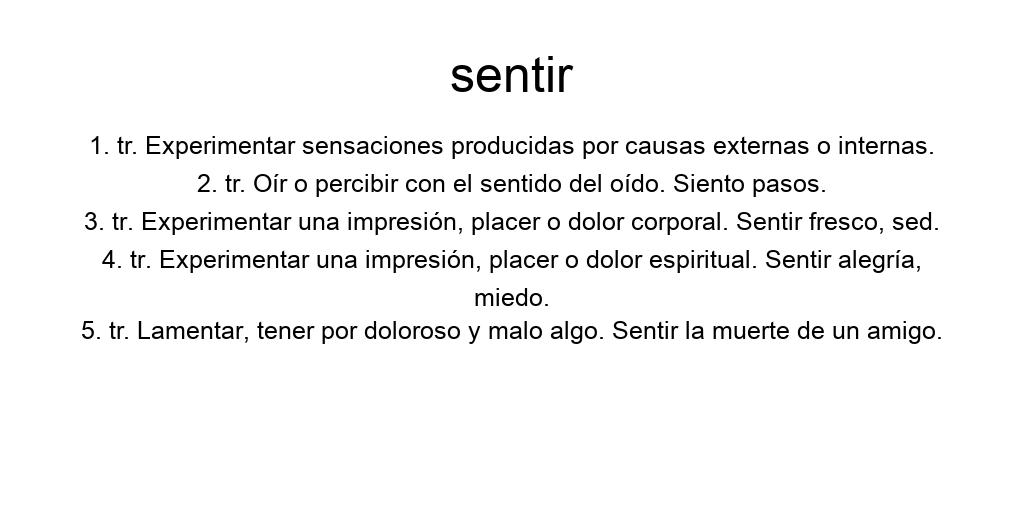 sentir
1. tr. Experimentar sensaciones producidas por causas externas o internas.
2. tr. Oír o percibir con el sentido del oído. Siento pasos.
3. tr. Experimentar una impresión, placer o dolor corporal. Sentir fresco, sed.
4. tr. Experimentar una impresión, placer o dolor espiritual. Sentir alegría,
miedo.
5. tr. Lamentar, tener por doloroso y malo algo. Sentir la muerte de un amigo.